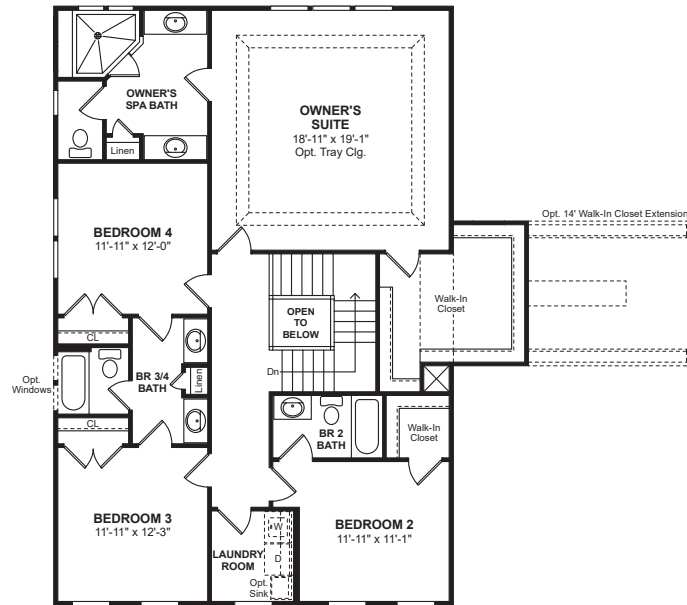 OWNER'S
SPA BATH
Linen
OWNER'S
SUITE
18'-11" x 19'-1"
Opt. Tray Clg.
BEDROOM 4
11'-11" x 12'-0"
Opt. 14' Walk-In Closet Extension
Walk-In
Closet
OPEN
TO
BELOW
Dn
CL
Opt.
Windows
BR 3/4
BATH
Linen
CL
BR 2
BATH
Walk-In
Closet
BEDROOM 3
11'-11" x 12'-3"
LAUNDRY
ROOM
W
D
Opt.
Sink
BEDROOM 2
11'-11" x 11'-1"